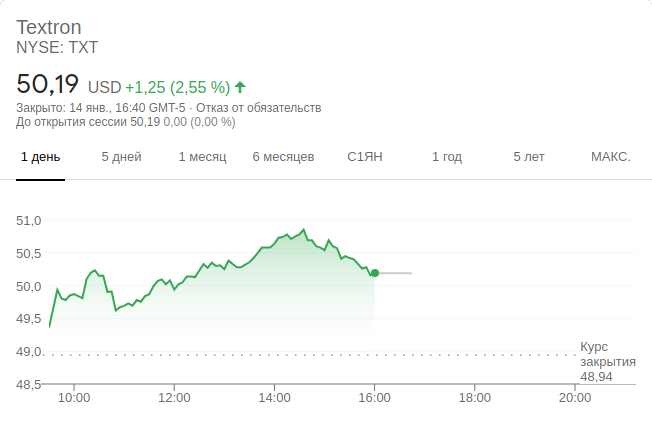 Textron
NYSE: TXT
50,19 USD +1,25 (2,55 %)
Закрыто: 14 янв., 16:40 GMT-5 · Отказ от обязательств
До открытия сессии 50,19 0,00 (0,00 %)
1 день 5 дней 1 месяц 6 месяцев С1ЯН 1 год 5 лет МАКС.
51,0
50,5
50,0
49,5
49,0
48,5
Курс
закрытия
48,94
10:00 12:00 14:00 16:00 18:00 20:00